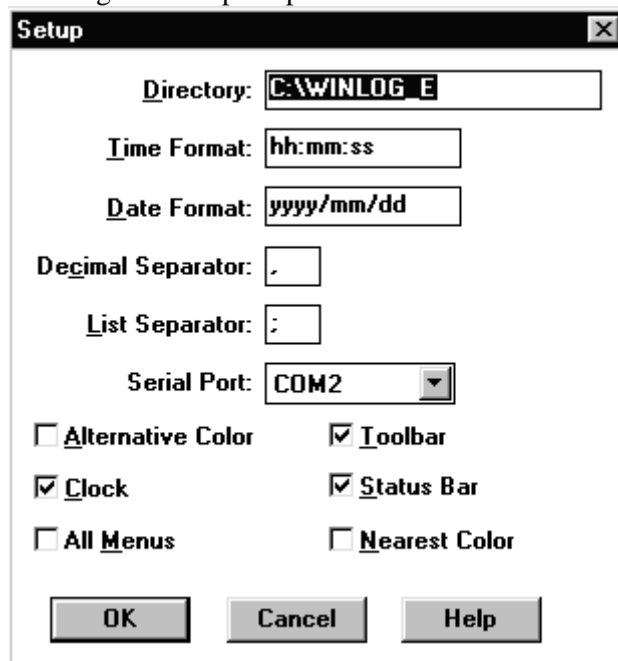 Setup
Directory: C:\WINLOG_E
Time Format: hh:mm:ss
Date Format: yyyy/mm/dd
Decimal Separator: ,
List Separator: ;
Serial Port: COM2
Alternative Color Toolbar
Clock Status Bar
All Menus Nearest Color
OK Cancel Help